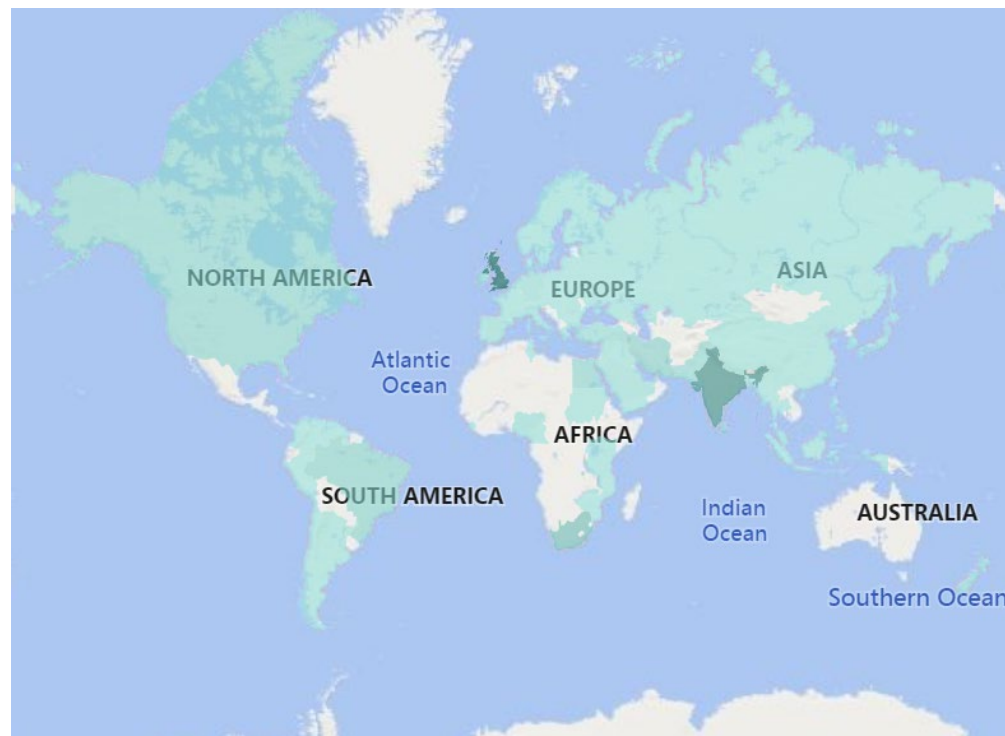 NORTH AMERICA
EUROPE
ASIA
Atlantic
Ocean
AFRICA
SOUTH AMERICA
Indian
Ocean
AUSTRALIA
Southern Ocean